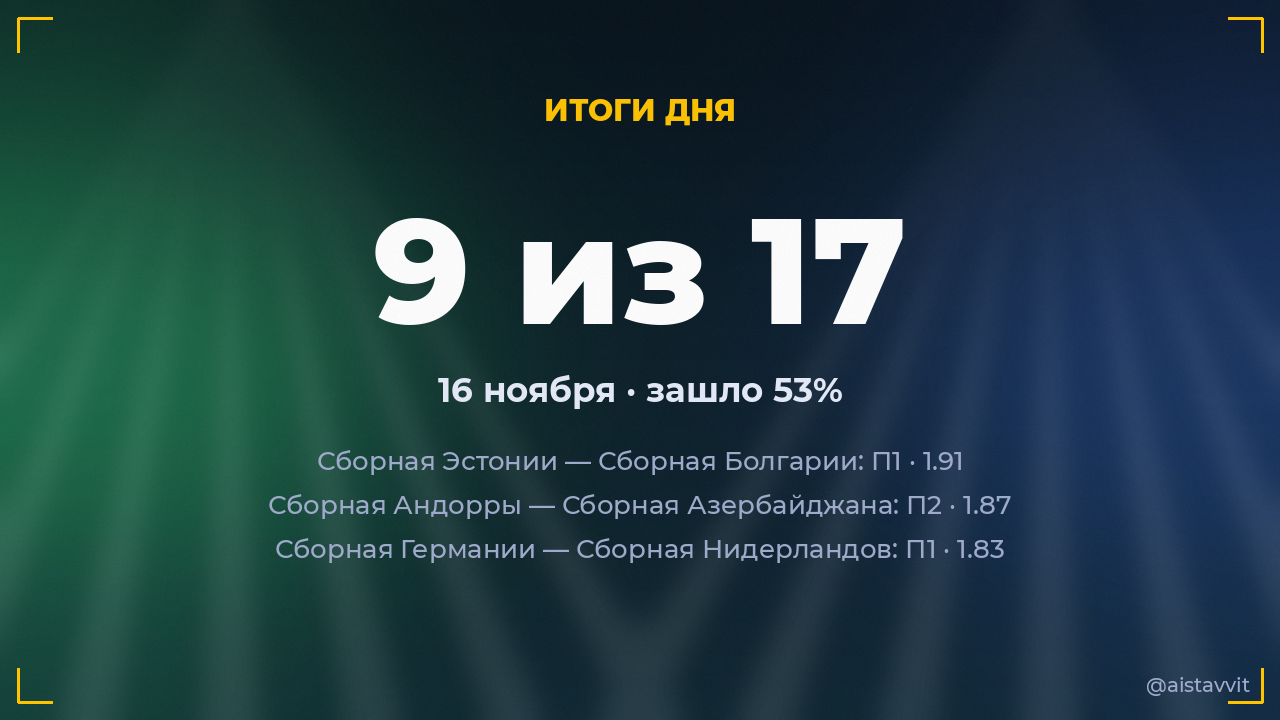 ИТОГИ ДНЯ
9 из 17
16 ноября · зашло 53%
Сборная Эстонии — Сборная Болгарии: П1 · 1.91
Сборная Андорры — Сборная Азербайджана: П2 · 1.87
Сборная Германии — Сборная Нидерландов: П1 · 1.83
@aistavvit